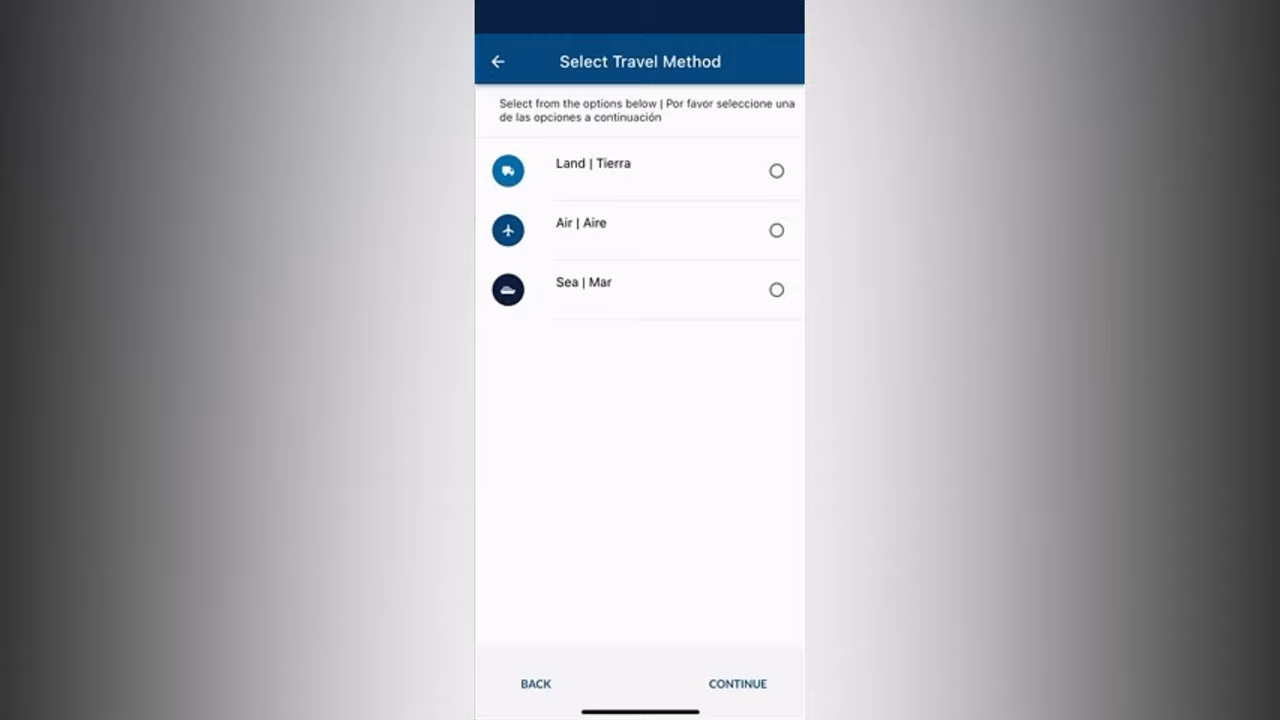 Select Travel Method
Select from the options below | Por favor seleccione una
de las opciones a continuación
Land | Tierra
Air | Aire
Sea | Mar
BACK
CONTINUE